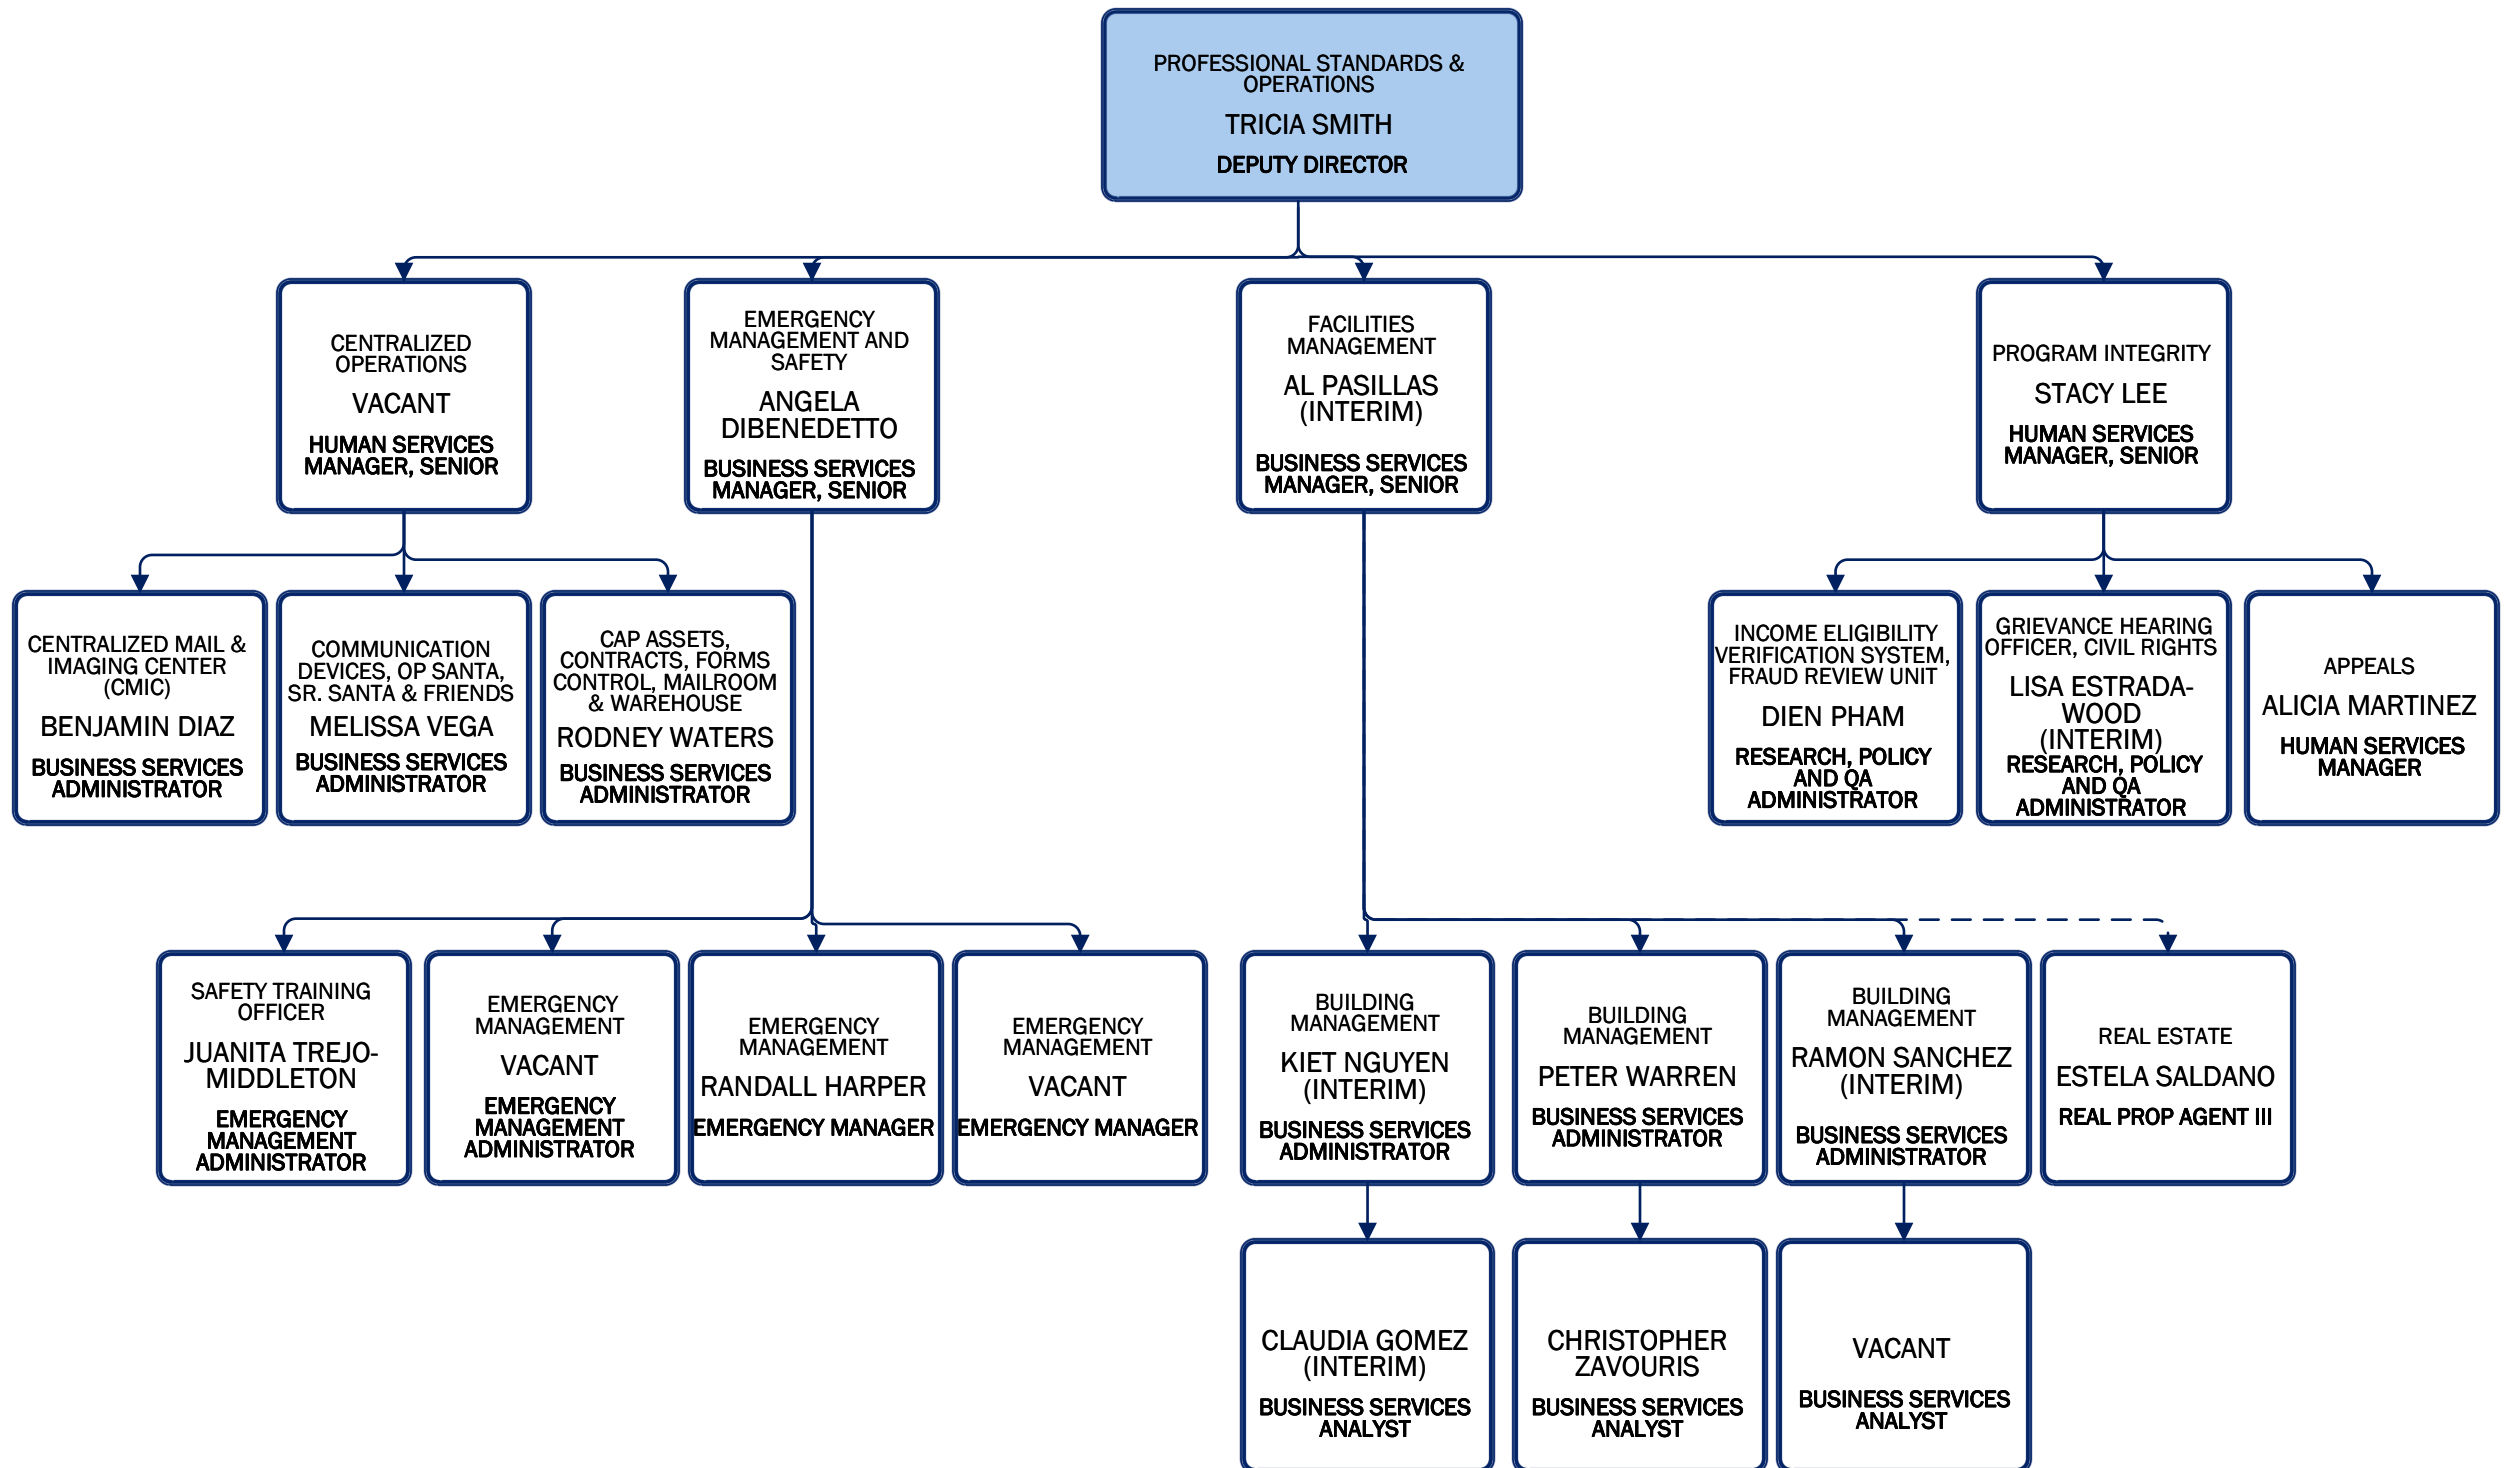 PROFESSIONAL STANDARDS &
OPERATIONS
TRICIA SMITH
DEPUTY DIRECTOR
CENTRALIZED
OPERATIONS
VACANT
HUMAN SERVICES
MANAGER, SENIOR
EMERGENCY
MANAGEMENT AND
SAFETY
ANGELA
DIBENEDETTO
BUSINESS SERVICES
MANAGER, SENIOR
FACILITIES
MANAGEMENT
AL PASILLAS
(INTERIM)
BUSINESS SERVICES
MANAGER, SENIOR
PROGRAM INTEGRITY
STACY LEE
HUMAN SERVICES
MANAGER, SENIOR
CENTRALIZED MAIL &
IMAGING CENTER
(CMIC)
BENJAMIN DIAZ
BUSINESS SERVICES
ADMINISTRATOR
COMMUNICATION
DEVICES, OP SANTA,
SR. SANTA & FRIENDS
MELISSA VEGA
BUSINESS SERVICES
ADMINISTRATOR
CAP ASSETS,
CONTRACTS, FORMS
CONTROL, MAILROOM
& WAREHOUSE
RODNEY WATERS
BUSINESS SERVICES
ADMINISTRATOR
INCOME ELIGIBILITY
VERIFICATION SYSTEM,
FRAUD REVIEW UNIT
DIEN PHAM
RESEARCH, POLICY
AND QA
ADMINISTRATOR
GRIEVANCE HEARING
OFFICER, CIVIL RIGHTS
LISA ESTRADA-
WOOD
(INTERIM)
RESEARCH, POLICY
AND QA
ADMINISTRATOR
APPEALS
ALICIA MARTINEZ
HUMAN SERVICES
MANAGER
SAFETY TRAINING
OFFICER
JUANITA TREJO-
MIDDLETON
EMERGENCY
MANAGEMENT
ADMINISTRATOR
EMERGENCY
MANAGEMENT
VACANT
EMERGENCY
MANAGEMENT
ADMINISTRATOR
EMERGENCY
MANAGEMENT
RANDALL HARPER
EMERGENCY MANAGER
EMERGENCY
MANAGEMENT
VACANT
EMERGENCY MANAGER
BUILDING
MANAGEMENT
KIET NGUYEN
(INTERIM)
BUSINESS SERVICES
ADMINISTRATOR
BUILDING
MANAGEMENT
PETER WARREN
BUSINESS SERVICES
ADMINISTRATOR
BUILDING
MANAGEMENT
RAMON SANCHEZ
(INTERIM)
BUSINESS SERVICES
ADMINISTRATOR
REAL ESTATE
ESTELA SALDANO
REAL PROP AGENT III
CLAUDIA GOMEZ
(INTERIM)
BUSINESS SERVICES
ANALYST
CHRISTOPHER
ZAVOURIS
BUSINESS SERVICES
ANALYST
VACANT
BUSINESS SERVICES
ANALYST